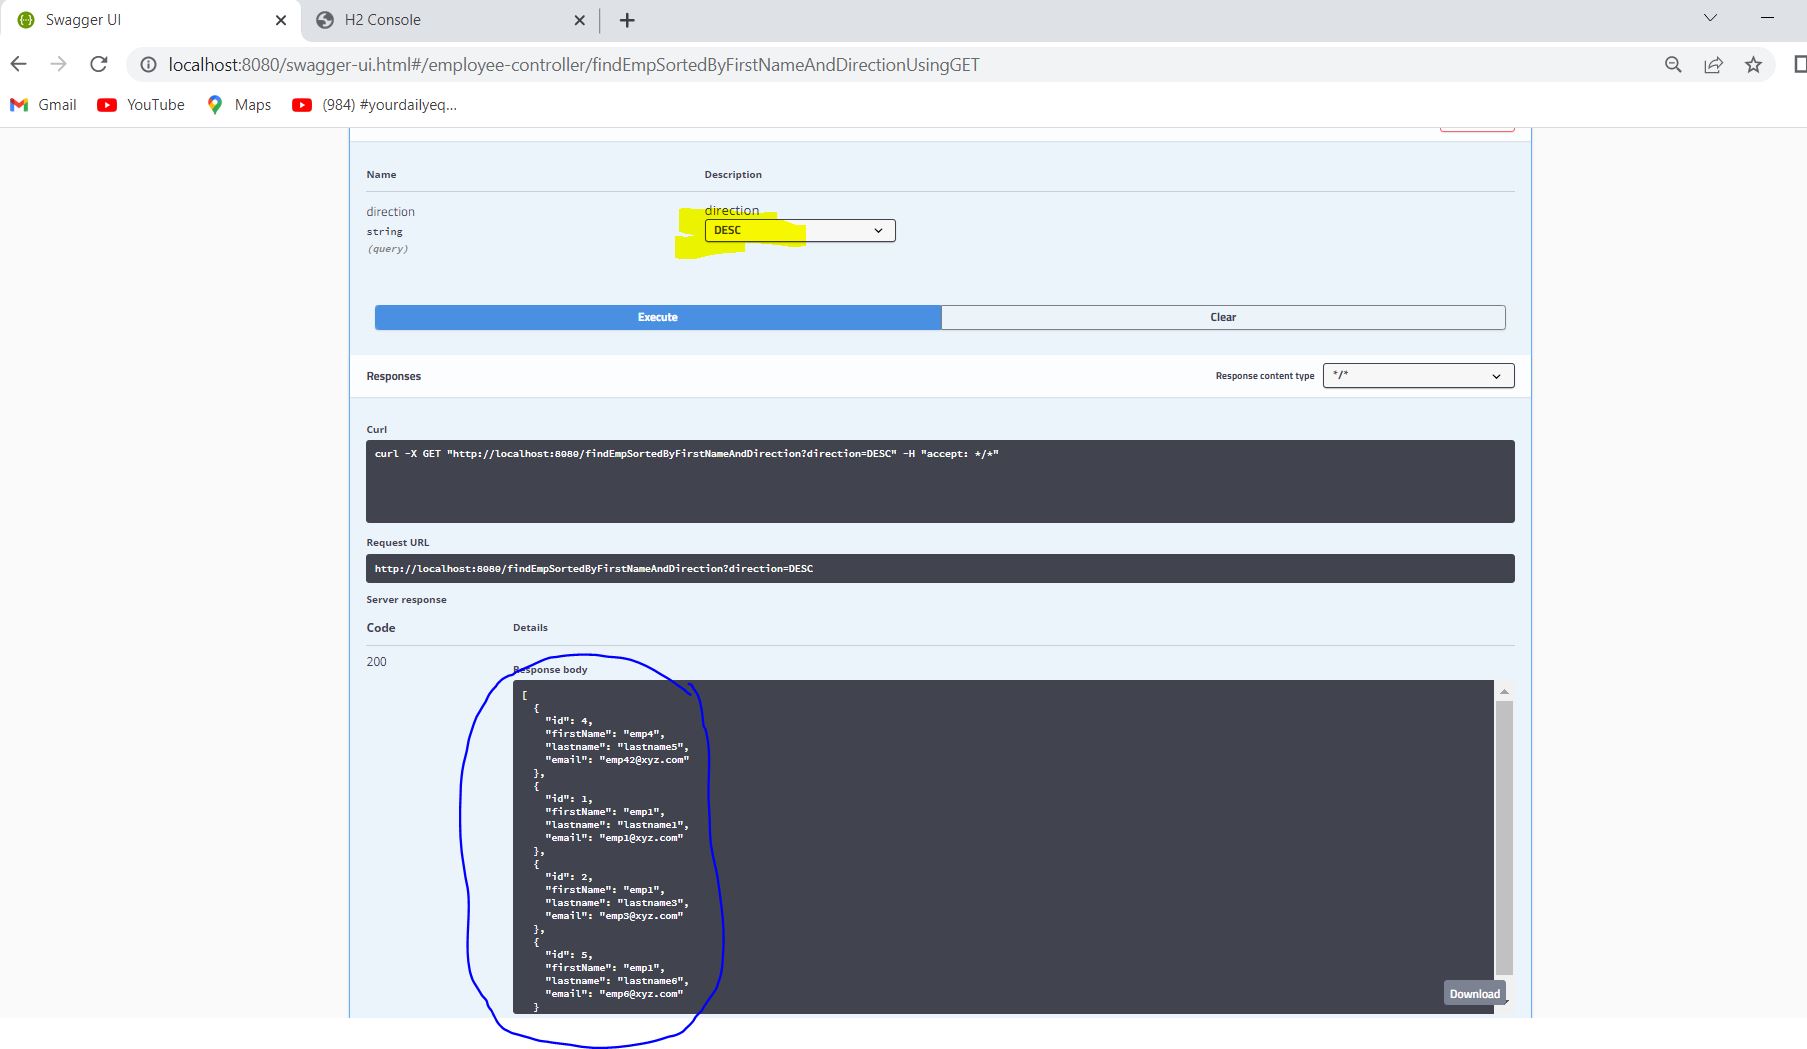 Swagger UI
H2 Console
localhost:8080/swagger-ui.html#/employee-controller/findEmpSortedByFirstNameAndDirectionUsingGET
Gmail YouTube Maps (984) #yourdailyeq...
Name Description
direction direction
string DESC
(query)
Execute Clear
Responses Response content type */*
Curl
curl -X GET "http://localhost:8080/findEmpSortedByFirstNameAndDirection?direction=DESC" -H "accept: */*"
Request URL
http://localhost:8080/findEmpSortedByFirstNameAndDirection?direction=DESC
Server response
Code Details
200
Response body
[
{
"id": 4,
"firstName": "emp4",
"lastname": "lastname5",
"email": "emp42@xyz.com"
},
{
"id": 1,
"firstName": "emp1",
"lastname": "lastname1",
"email": "emp1@xyz.com"
},
{
"id": 2,
"firstName": "emp1",
"lastname": "lastname3",
"email": "emp3@xyz.com"
},
{
"id": 5,
"firstName": "emp1",
"lastname": "lastname6",
"email": "emp6@xyz.com"
}
Download